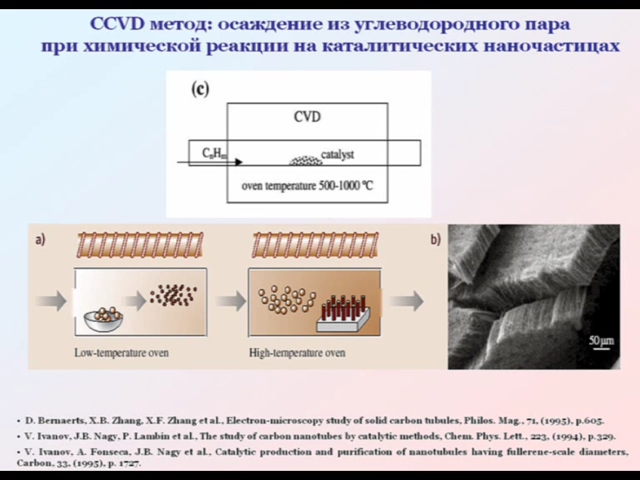 CCVD метод: осаждение из углеводородного пара
при химической реакции на каталитических наночастицах
(c)
CVD
CnHm
catalyst
oven temperature 500-1000 °C
a)
b)
50 μm
Low-temperature oven
High-temperature oven
• D. Bernaerts, X.B. Zhang, X.F. Zhang et al., Electron-microscopy study of solid carbon tubules, Philos. Mag., 71, (1995), p.605.
• V. Ivanov, J.B. Nagy, P. Lambin et al., The study of carbon nanotubes by catalytic methods, Chem. Phys. Lett., 223, (1994), p.329.
• V. Ivanov, A. Fonseca, J.B. Nagy et al., Catalytic production and purification of nanotubules having fullerene-scale diameters,
Carbon, 33, (1995), p. 1727.